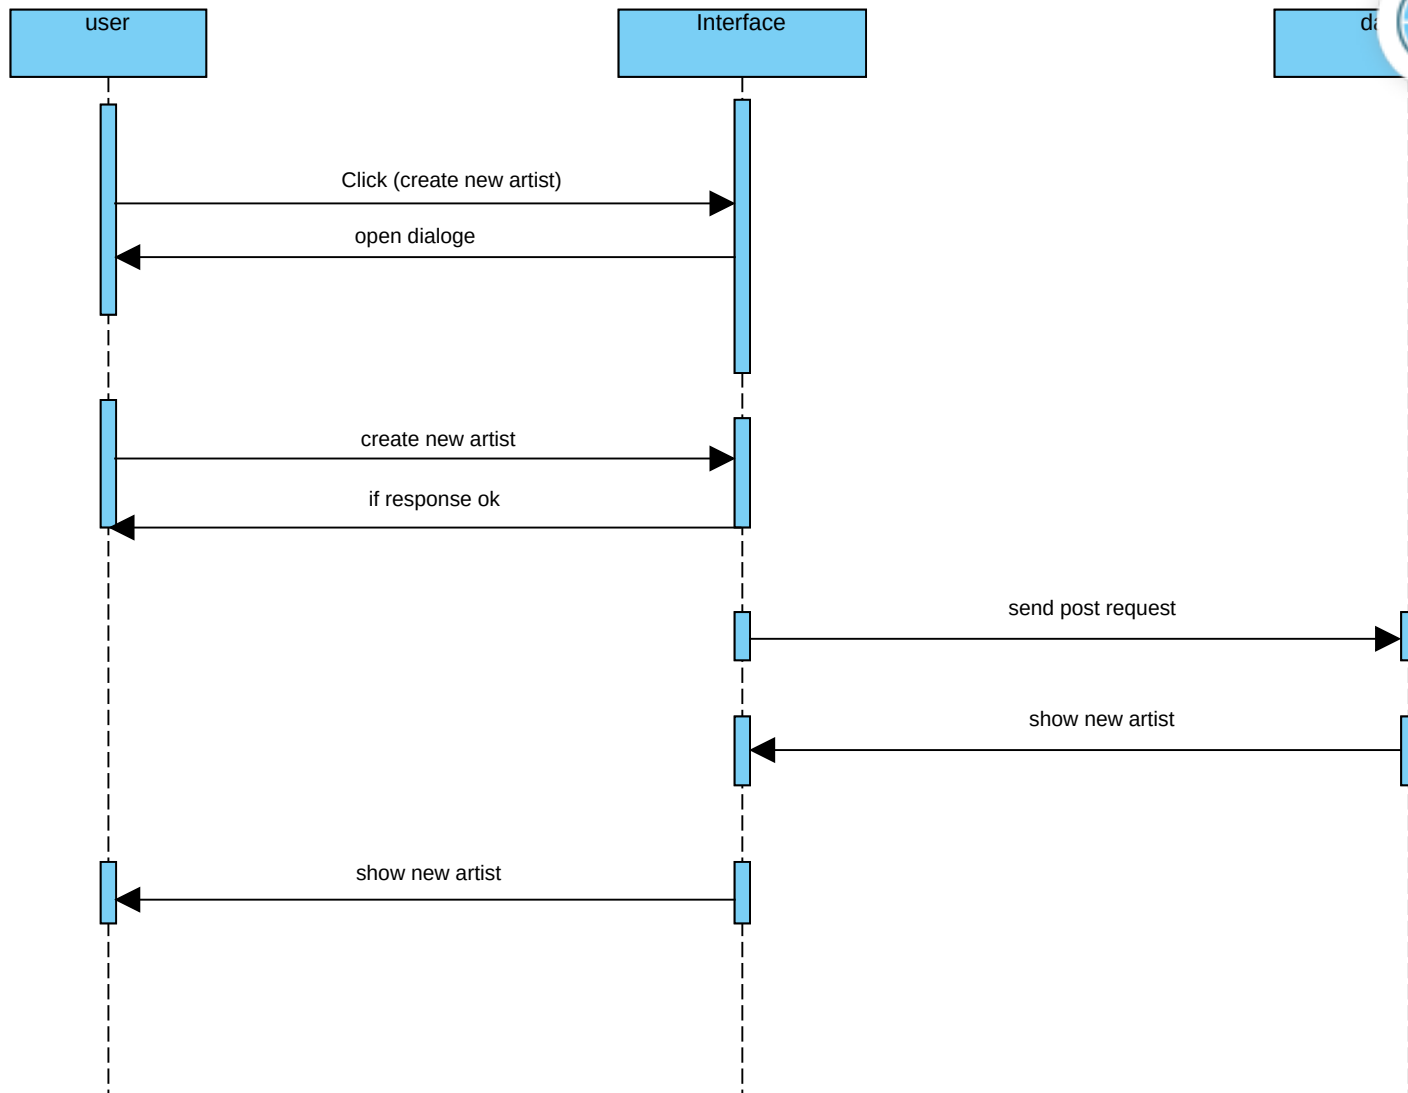 user
Interface
Click (create new artist)
open dialoge
create new artist
if response ok
send post request
show new artist
show new artist